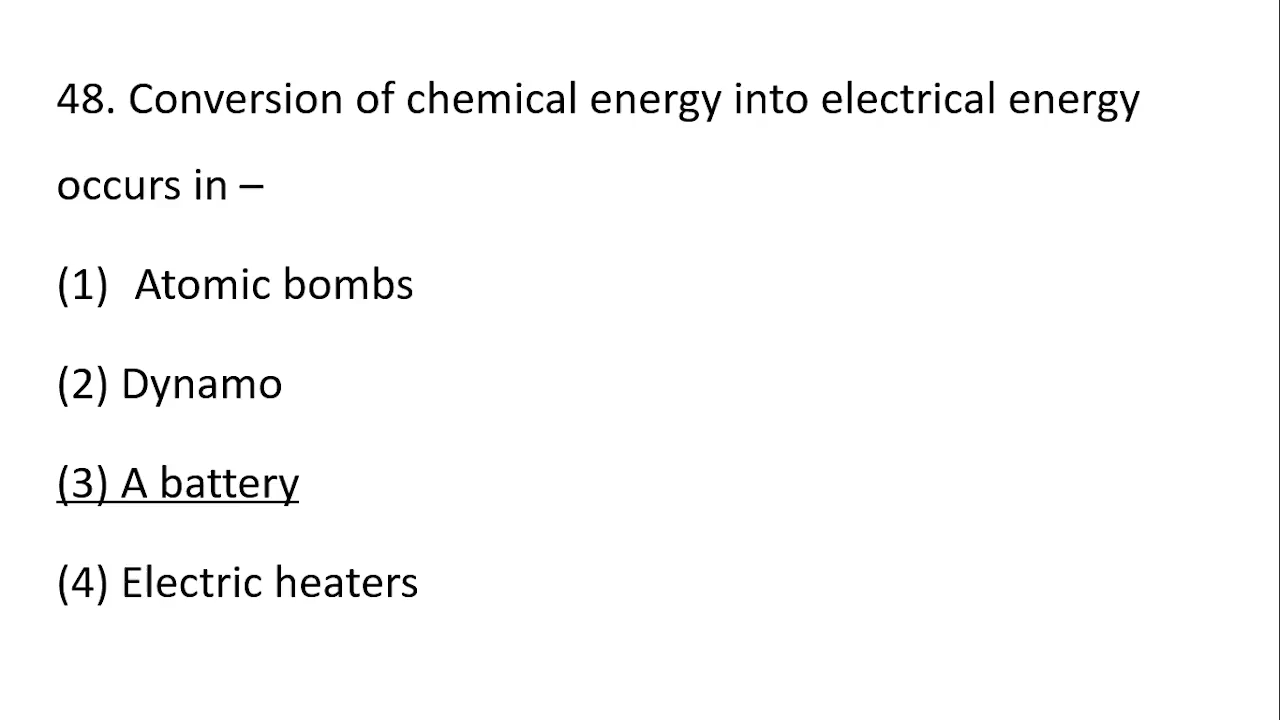 48. Conversion of chemical energy into electrical energy
occurs in –
(1) Atomic bombs
(2) Dynamo
(3) A battery
(4) Electric heaters